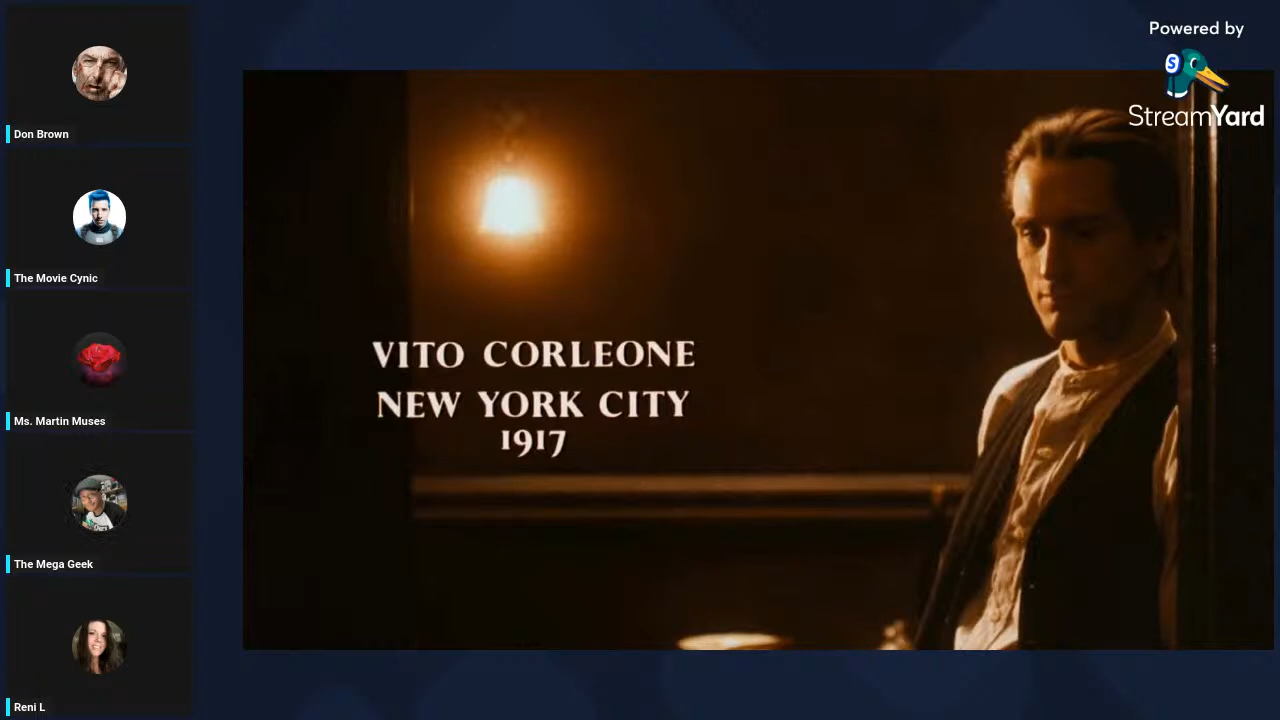 Powered by
StreamYard
Don Brown
The Movie Cynic
Ms. Martin Muses
The Mega Geek
Reni L
VITO CORLEONE
NEW YORK CITY
1917